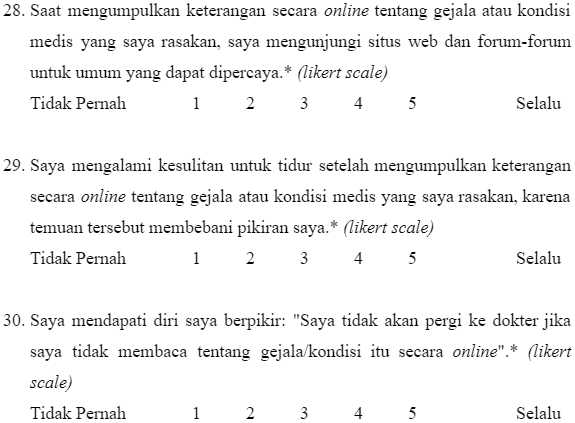 28. Saat mengumpulkan keterangan secara online tentang gejala atau kondisi
medis yang saya rasakan, saya mengunjungi situs web dan forum-forum
untuk umum yang dapat dipercaya.* (likert scale)
Tidak Pernah 1 2 3 4 5 Selalu
29. Saya mengalami kesulitan untuk tidur setelah mengumpulkan keterangan
secara online tentang gejala atau kondisi medis yang saya rasakan, karena
temuan tersebut membebani pikiran saya.* (likert scale)
Tidak Pernah 1 2 3 4 5 Selalu
30. Saya mendapati diri saya berpikir: "Saya tidak akan pergi ke dokter jika
saya tidak membaca tentang gejala/kondisi itu secara online".* (likert
scale)
Tidak Pernah 1 2 3 4 5 Selalu